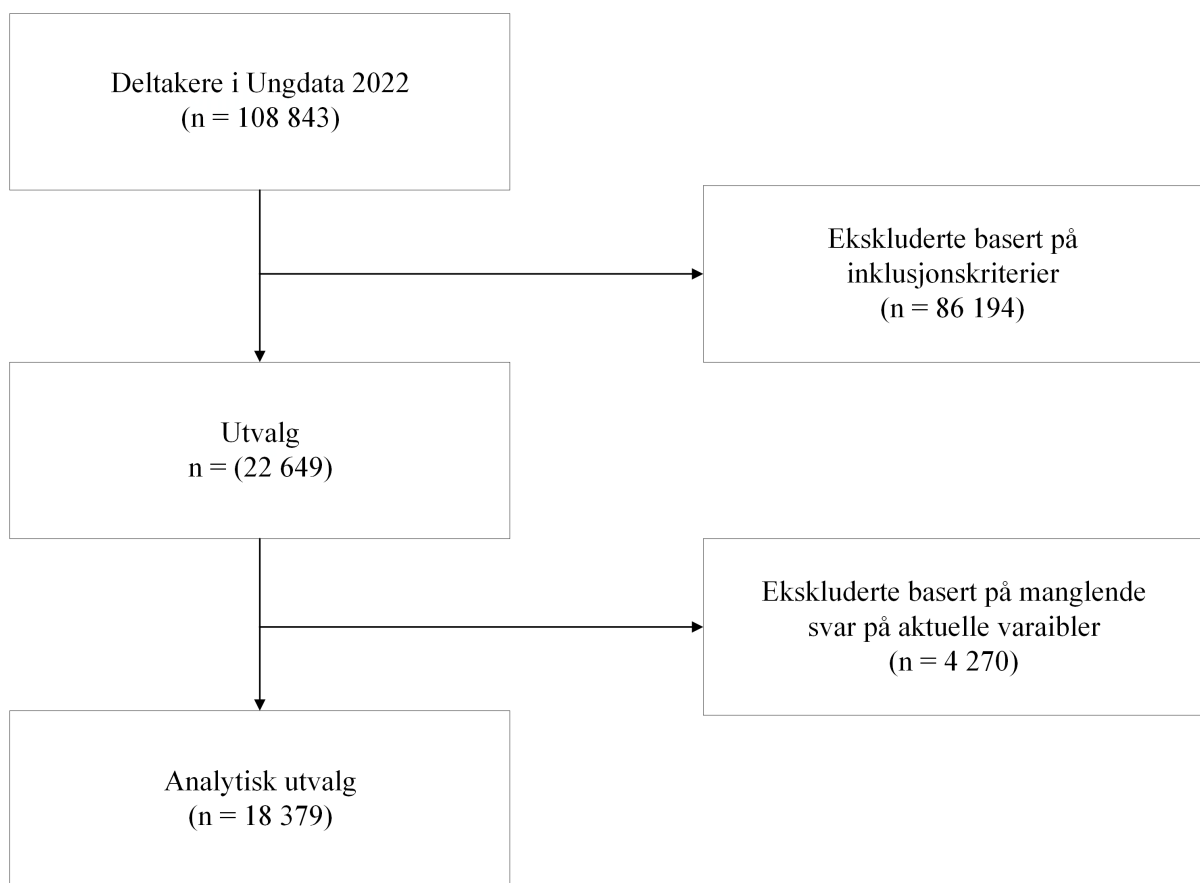 Deltakere i Ungdata 2022
(n = 108 843)
Ekskluderte basert på
inklusjonskriterier
(n = 86 194)
Utvalg
n = (22 649)
Ekskluderte basert på manglende
svar på aktuelle varaibler
(n = 4 270)
Analytisk utvalg
(n = 18 379)